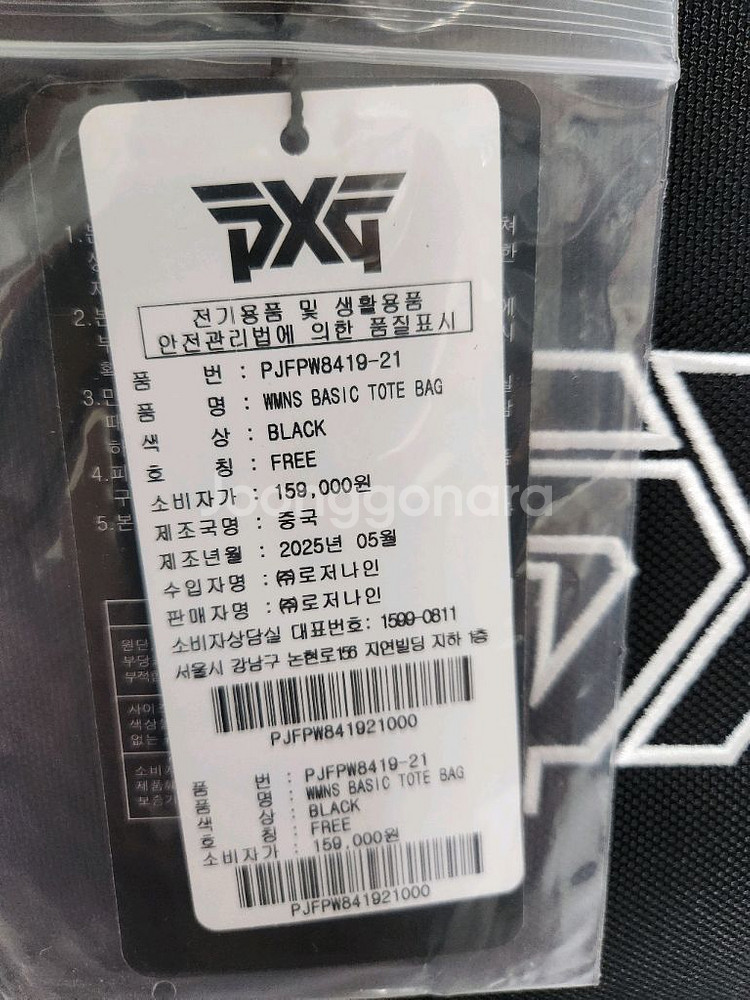 PXG
전기용품 및 생활용품
안전관리법에 의한 품질표시
품 번 : PJFPW8419-21
품 명 : WMNS BASIC TOTE BAG
색 상 : BLACK
호 칭 : FREE
소비자가 : 159,000원
제조국명 : 중국
제조년월 : 2025년 05월
수입자명 : ㈜로저나인
판매자명 : ㈜로저나인
소비자상담실 대표번호: 1599-0811
서울시 강남구 논현로156 지연빌딩 지하 1층
PJFPW841921000
품 번 : PJFPW8419-21
품 명 : WMNS BASIC TOTE BAG
색 상 : BLACK
호 칭 : FREE
소비자가 : 159,000원
PJFPW841921000
Joonggonara
1.
2.
3.
4.
5.